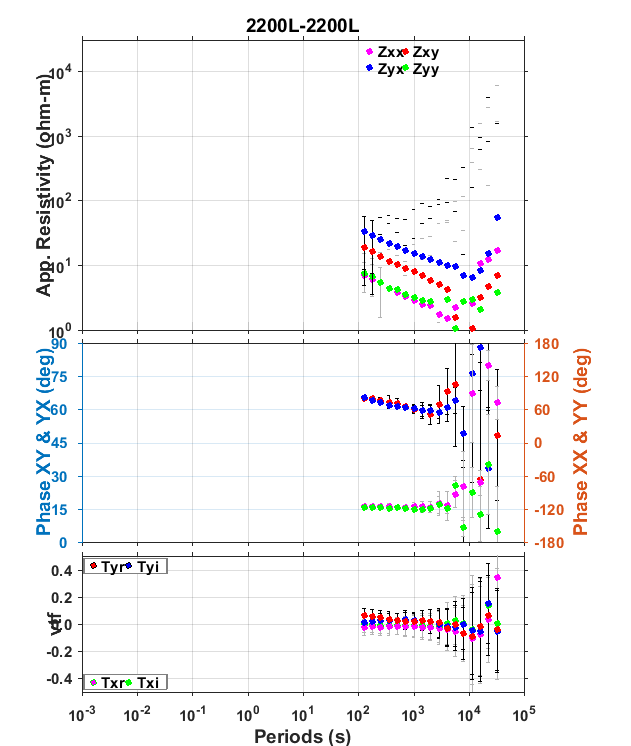 2200L-2200L
Zxx Zxy
Zyx Zyy
App. Resistivity (ohm-m)
10^4
10^3
10^2
10^1
10^0
Phase XY & YX (deg)
90
75
60
45
30
15
0
Phase XX & YY (deg)
180
120
60
0
-60
-120
-180
Tyr Tyi
vtf
0.4
0.2
0
-0.2
-0.4
Txr Txi
10^-3 10^-2 10^-1 10^0 10^1 10^2 10^3 10^4 10^5
Periods (s)